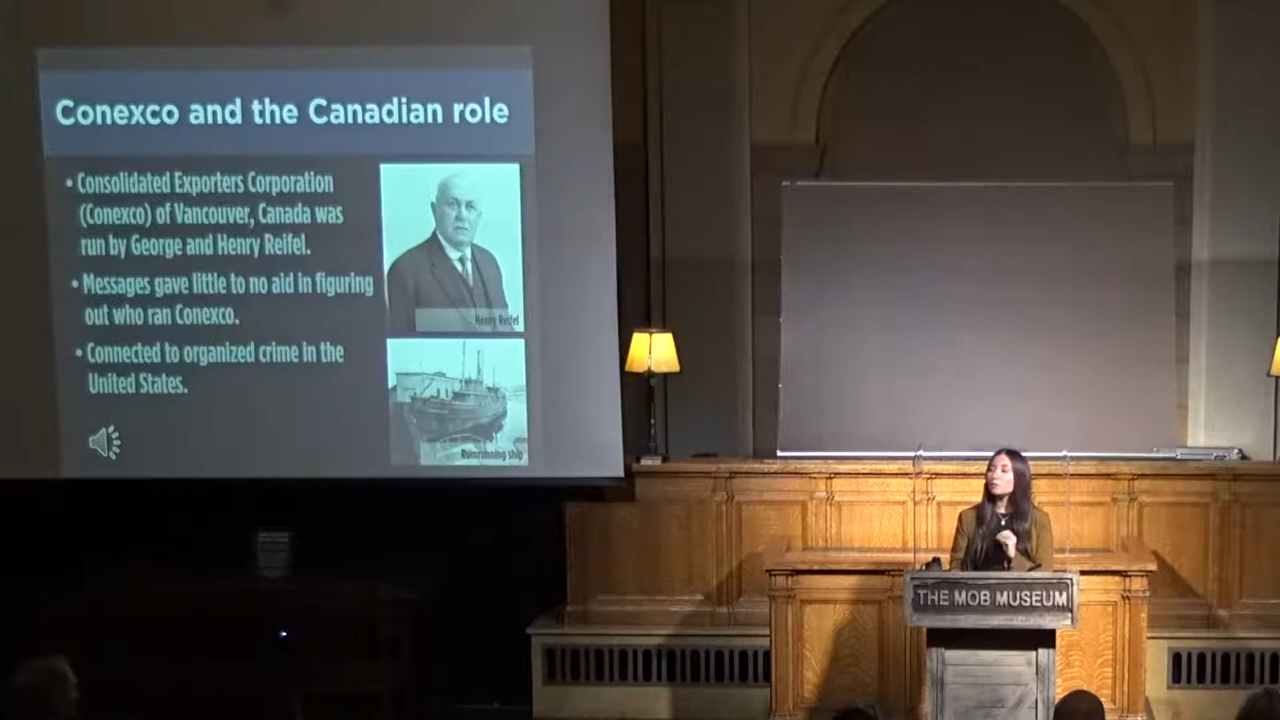 Conexco and the Canadian role
• Consolidated Exporters Corporation
(Conexco) of Vancouver, Canada was
run by George and Henry Reifel.
• Messages gave little to no aid in figuring
out who ran Conexco.
• Connected to organized crime in the
United States.
Henry Reifel
Rumrunning ship
THE MOB MUSEUM